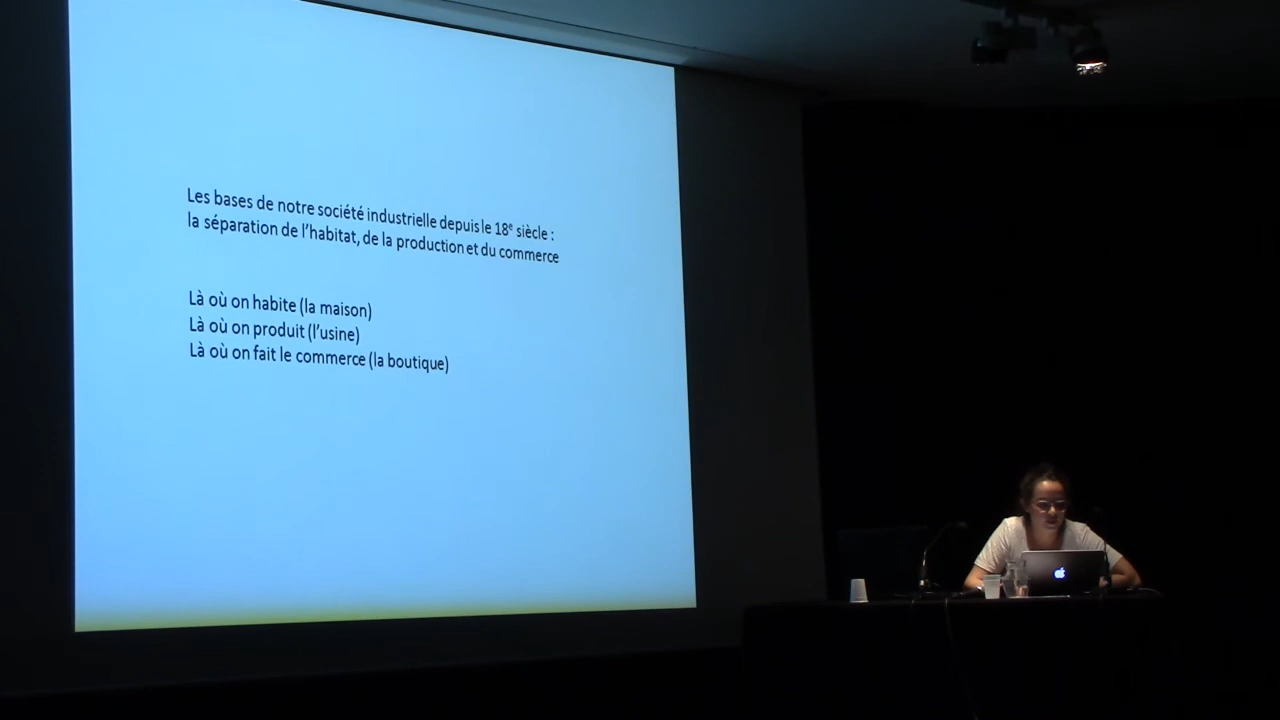 Les bases de notre société industrielle depuis le 18e siècle :
la séparation de l’habitat, de la production et du commerce
Là où on habite (la maison)
Là où on produit (l’usine)
Là où on fait le commerce (la boutique)